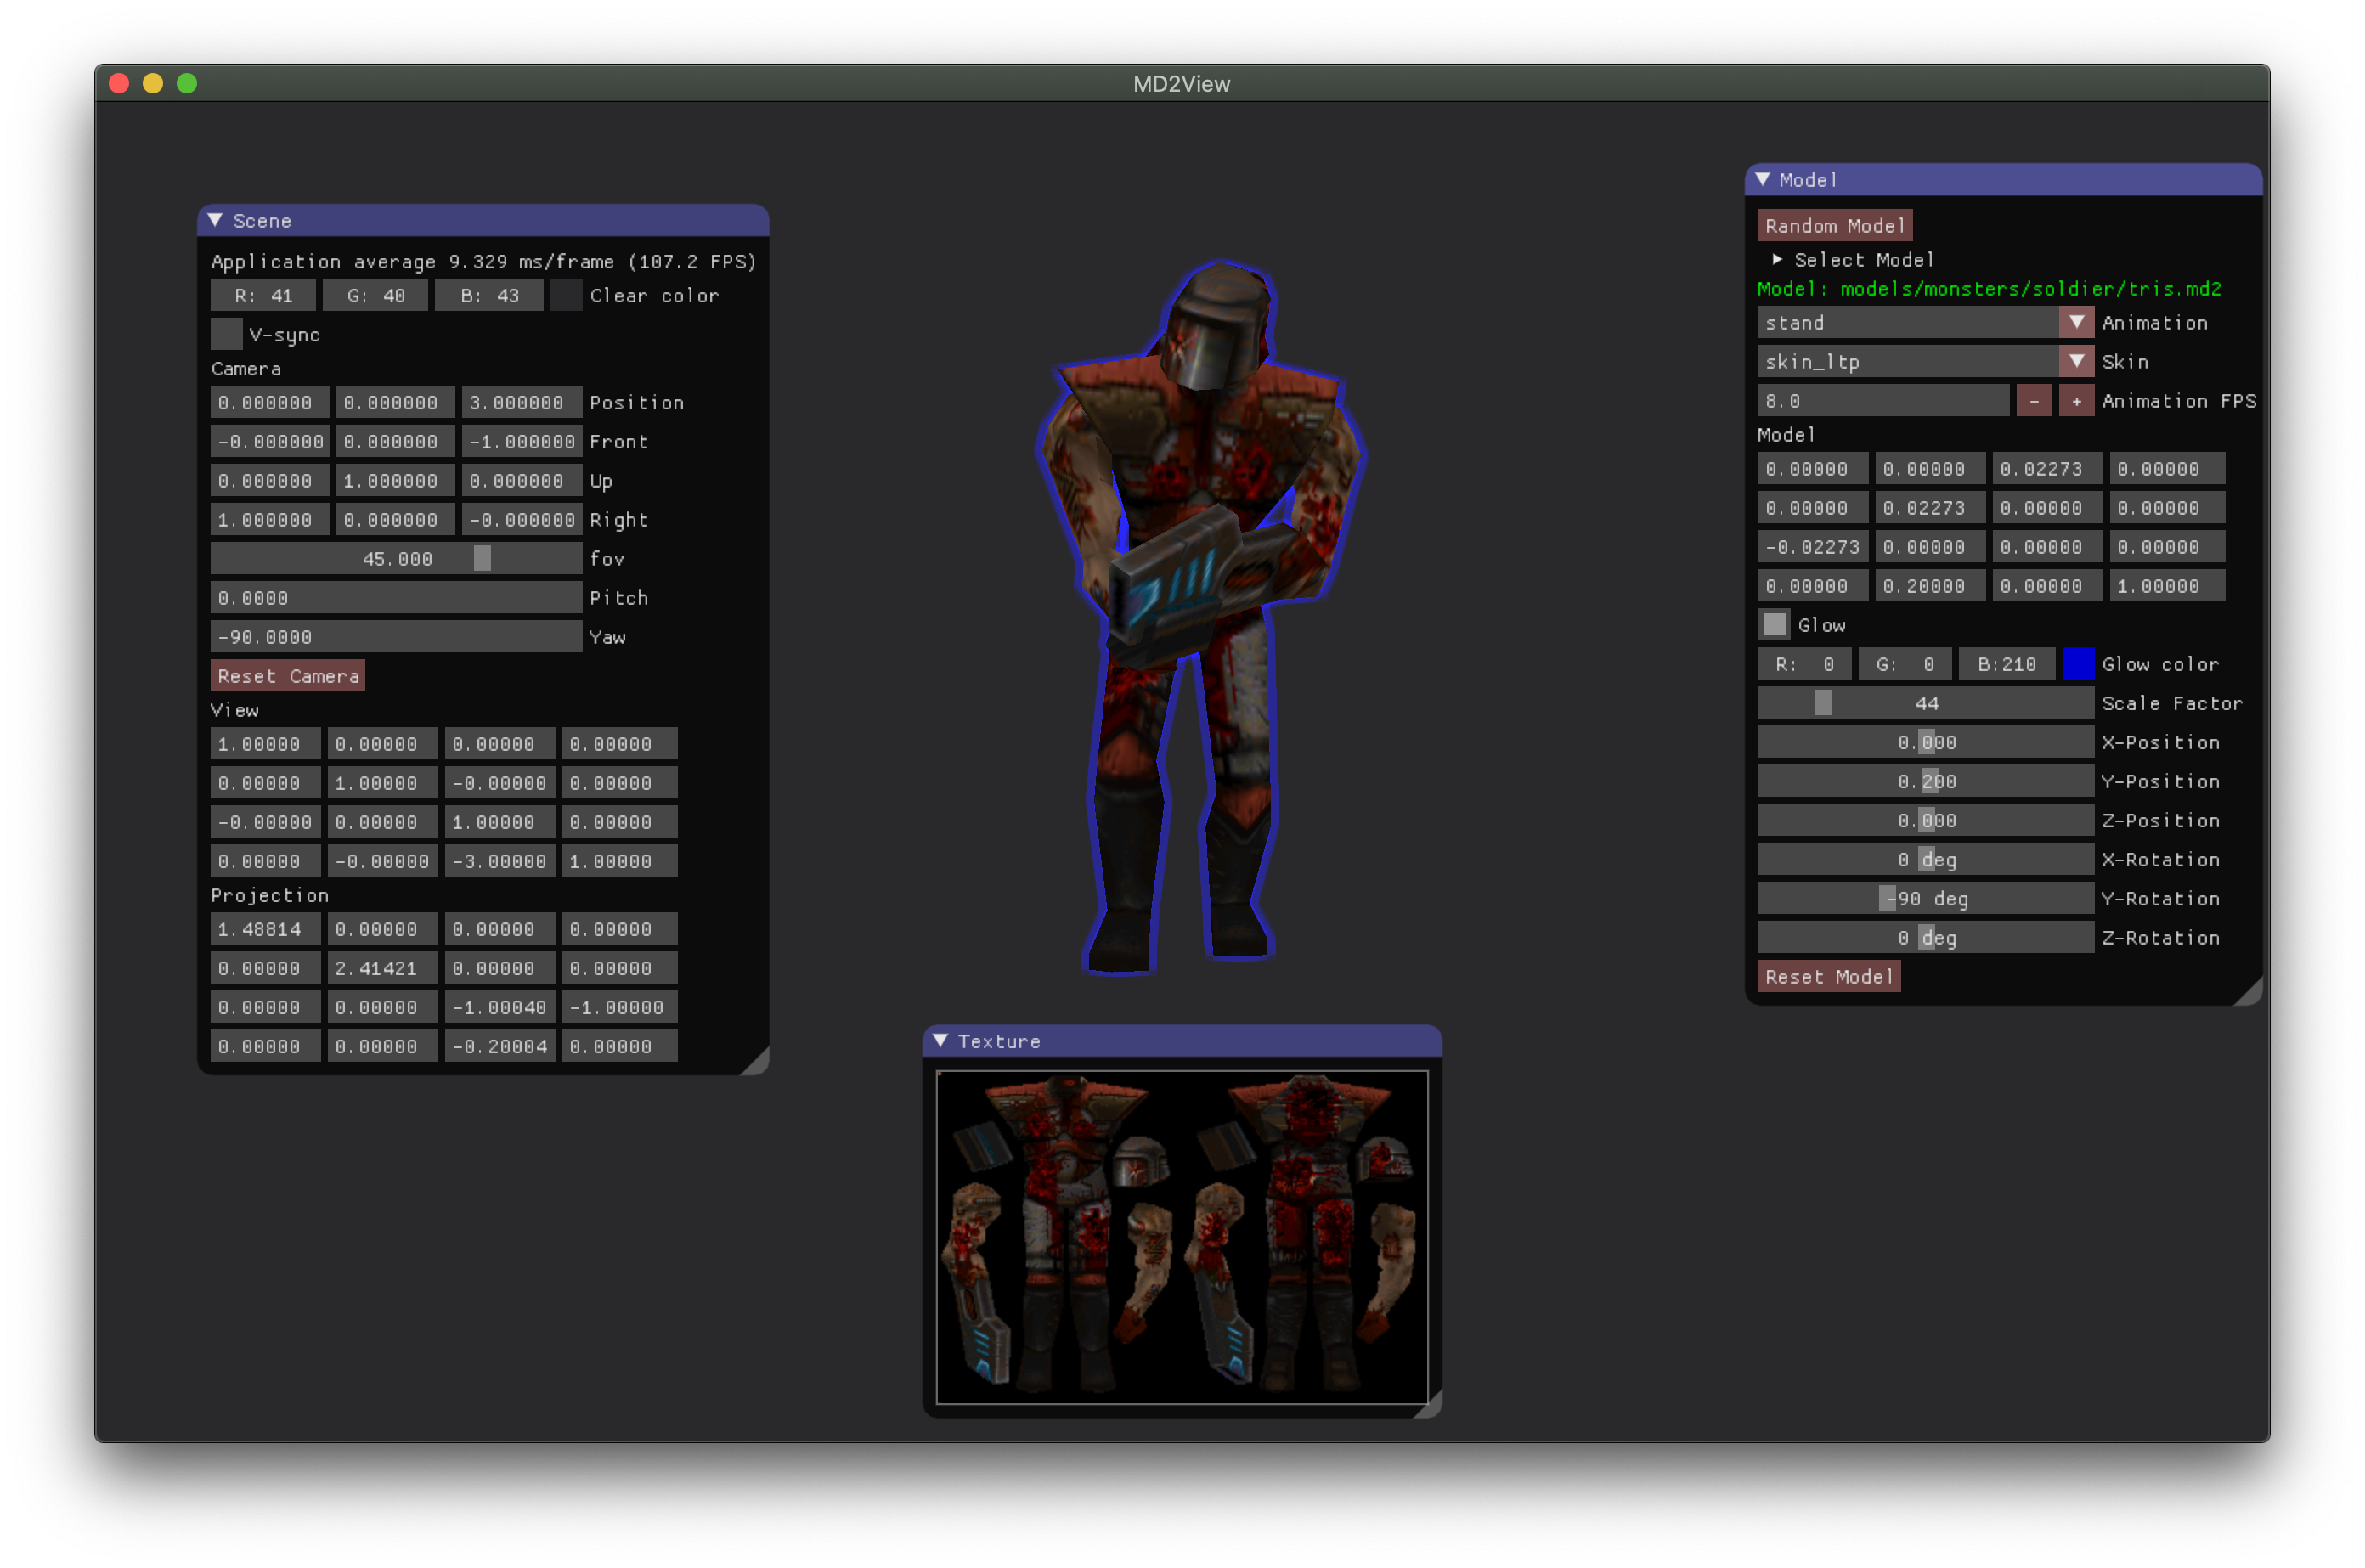 MD2View
Scene
Application average 9.329 ms/frame (107.2 FPS)
R: 41 G: 40 B: 43 Clear color
V-sync
Camera
0.000000 0.000000 3.000000 Position
-0.000000 0.000000 -1.000000 Front
0.000000 1.000000 0.000000 Up
1.000000 0.000000 -0.000000 Right
45.000 fov
0.0000 Pitch
-90.0000 Yaw
Reset Camera
View
1.00000 0.00000 0.00000 0.00000
0.00000 1.00000 -0.00000 0.00000
-0.00000 0.00000 1.00000 0.00000
0.00000 -0.00000 -3.00000 1.00000
Projection
1.48814 0.00000 0.00000 0.00000
0.00000 2.41421 0.00000 0.00000
0.00000 0.00000 -1.00040 -1.00000
0.00000 0.00000 -0.20004 0.00000
Texture
Model
Random Model
Select Model
Model: models/monsters/soldier/tris.md2
stand Animation
skin_ltp Skin
8.0 - + Animation FPS
Model
0.00000 0.00000 0.02273 0.00000
0.00000 0.02273 0.00000 0.00000
-0.02273 0.00000 0.00000 0.00000
0.00000 0.20000 0.00000 1.00000
Glow
R: 0 G: 0 B:210 Glow color
44 Scale Factor
0.000 X-Position
0.200 Y-Position
0.000 Z-Position
0 deg X-Rotation
-90 deg Y-Rotation
0 deg Z-Rotation
Reset Model